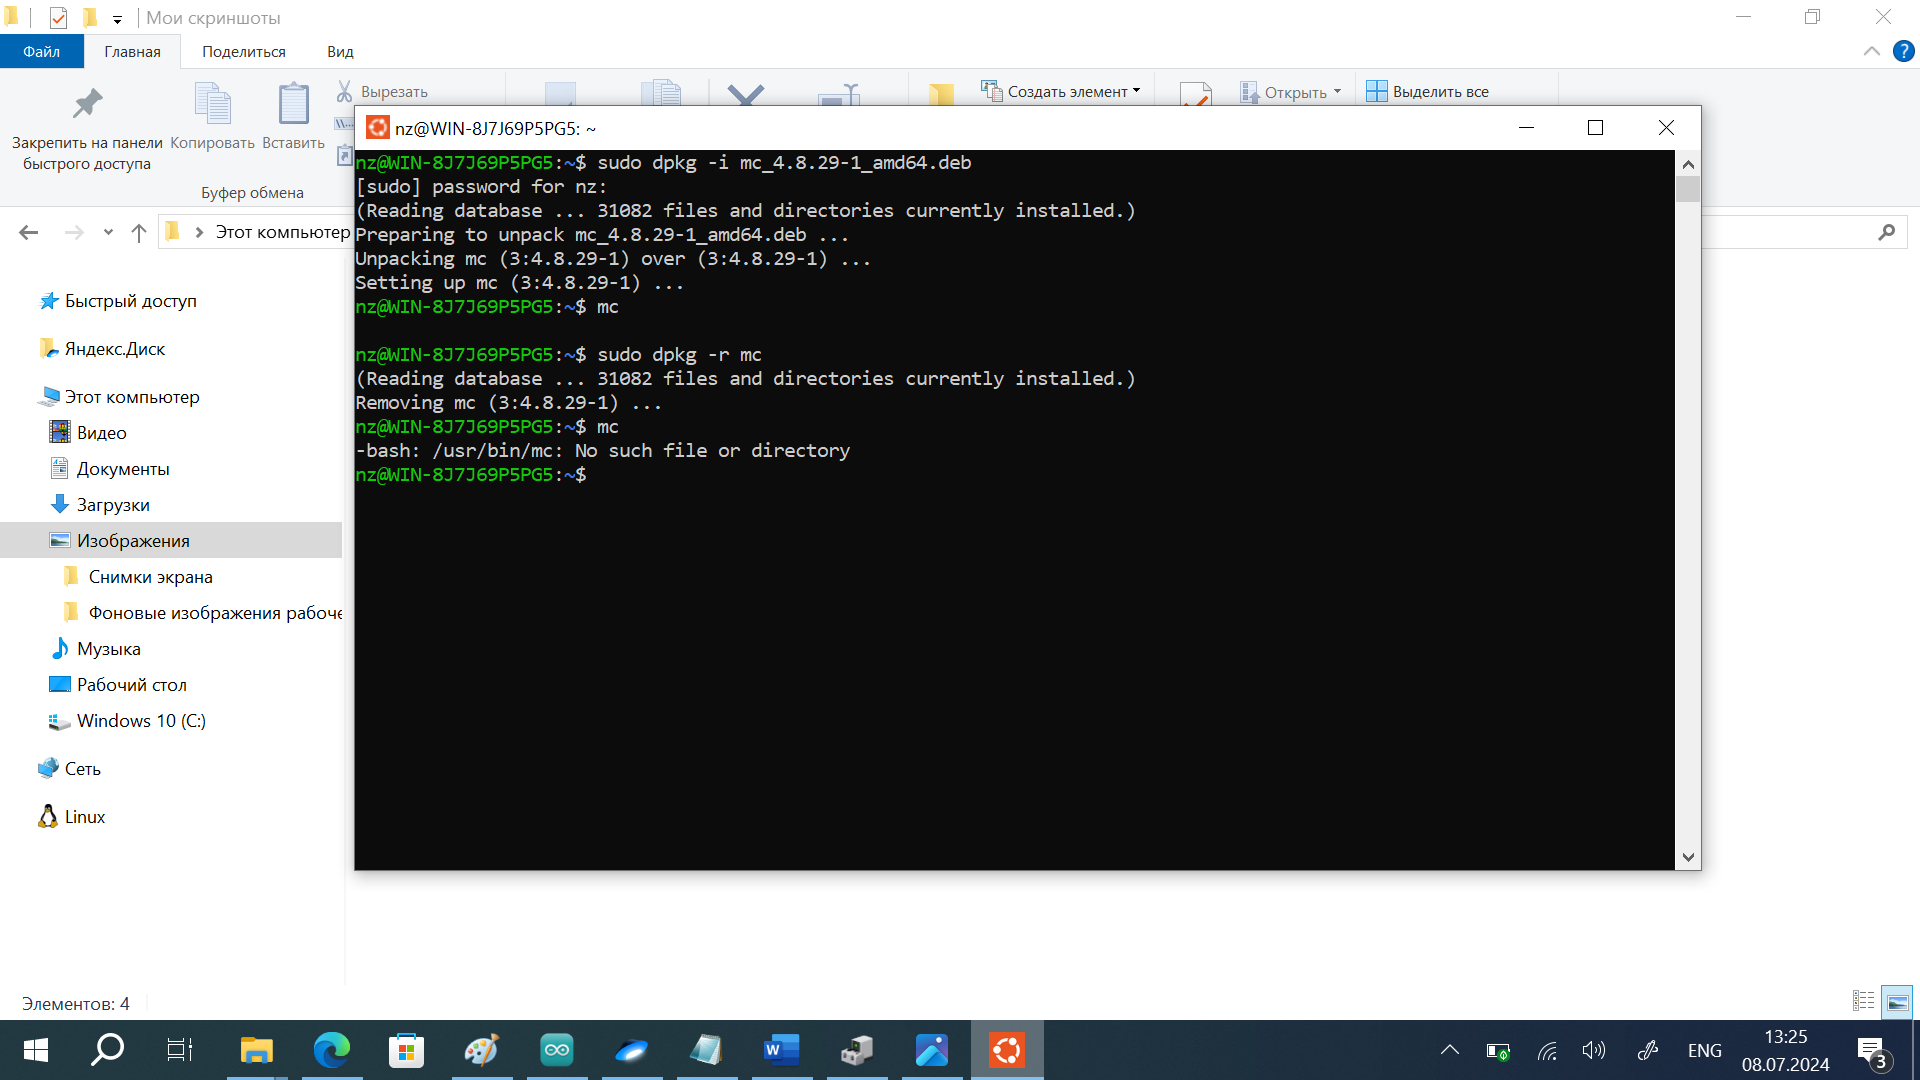 Мои скриншоты
Файл
Главная
Поделиться
Вид
Закрепить на панели
быстрого доступа
Копировать
Вставить
Вырезать
Буфер обмена
Создать элемент
Открыть
Выделить все
Этот компьютер
nz@WIN-8J7J69P5PG5: ~
nz@WIN-8J7J69P5PG5:~$ sudo dpkg -i mc_4.8.29-1_amd64.deb
[sudo] password for nz:
(Reading database ... 31082 files and directories currently installed.)
Preparing to unpack mc_4.8.29-1_amd64.deb ...
Unpacking mc (3:4.8.29-1) over (3:4.8.29-1) ...
Setting up mc (3:4.8.29-1) ...
nz@WIN-8J7J69P5PG5:~$ mc
nz@WIN-8J7J69P5PG5:~$ sudo dpkg -r mc
(Reading database ... 31082 files and directories currently installed.)
Removing mc (3:4.8.29-1) ...
nz@WIN-8J7J69P5PG5:~$ mc
-bash: /usr/bin/mc: No such file or directory
nz@WIN-8J7J69P5PG5:~$
Быстрый доступ
Яндекс.Диск
Этот компьютер
Видео
Документы
Загрузки
Изображения
Снимки экрана
Фоновые изображения рабоче
Музыка
Рабочий стол
Windows 10 (C:)
Сеть
Linux
Элементов: 4
ENG
13:25
08.07.2024
3